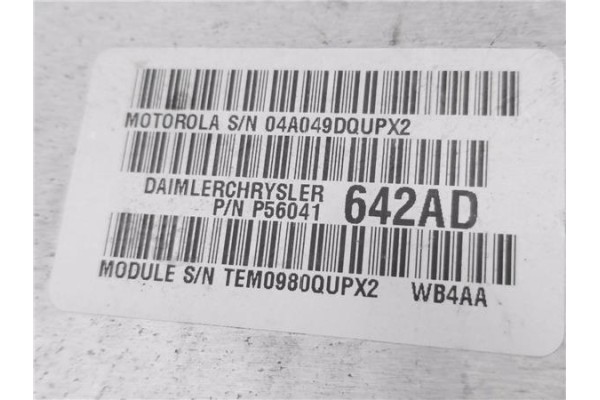 MOTOROLA S/N 04A049DQUPX2
DAIMLERCHRYSLER
P/N P56041 642AD
MODULE S/N TEM0980QUPX2 WB4AA